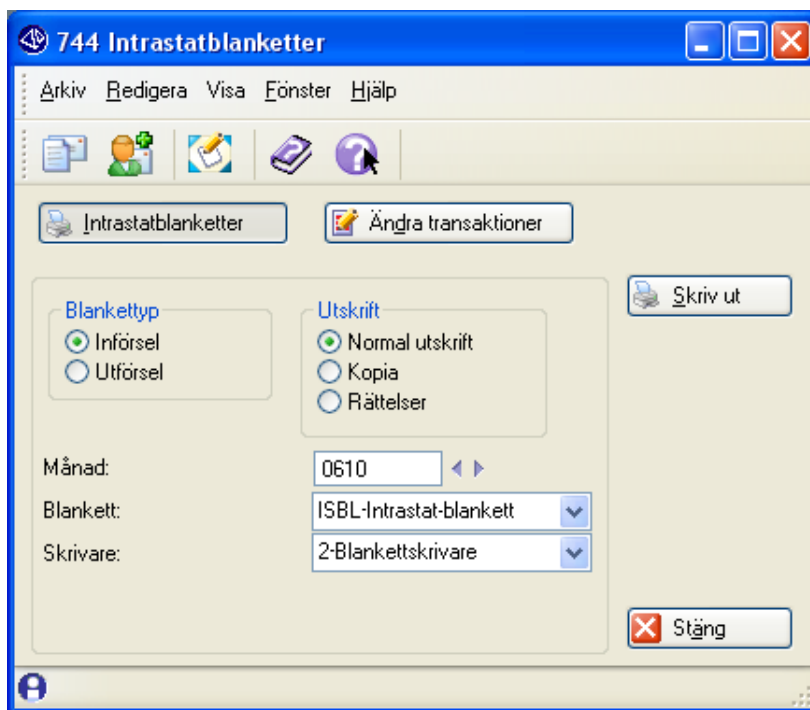 744 Intrastatblanketter
Arkiv Redigera Visa Fönster Hjälp
Intrastatblanketter Ändra transaktioner
Skriv ut
Blankettyp Utskrift
Införsel Normal utskrift
Utförsel Kopia
Rättelser
Månad: 0610
Blankett: ISBL-Intrastat-blankett
Skrivare: 2-Blankettskrivare
Stäng